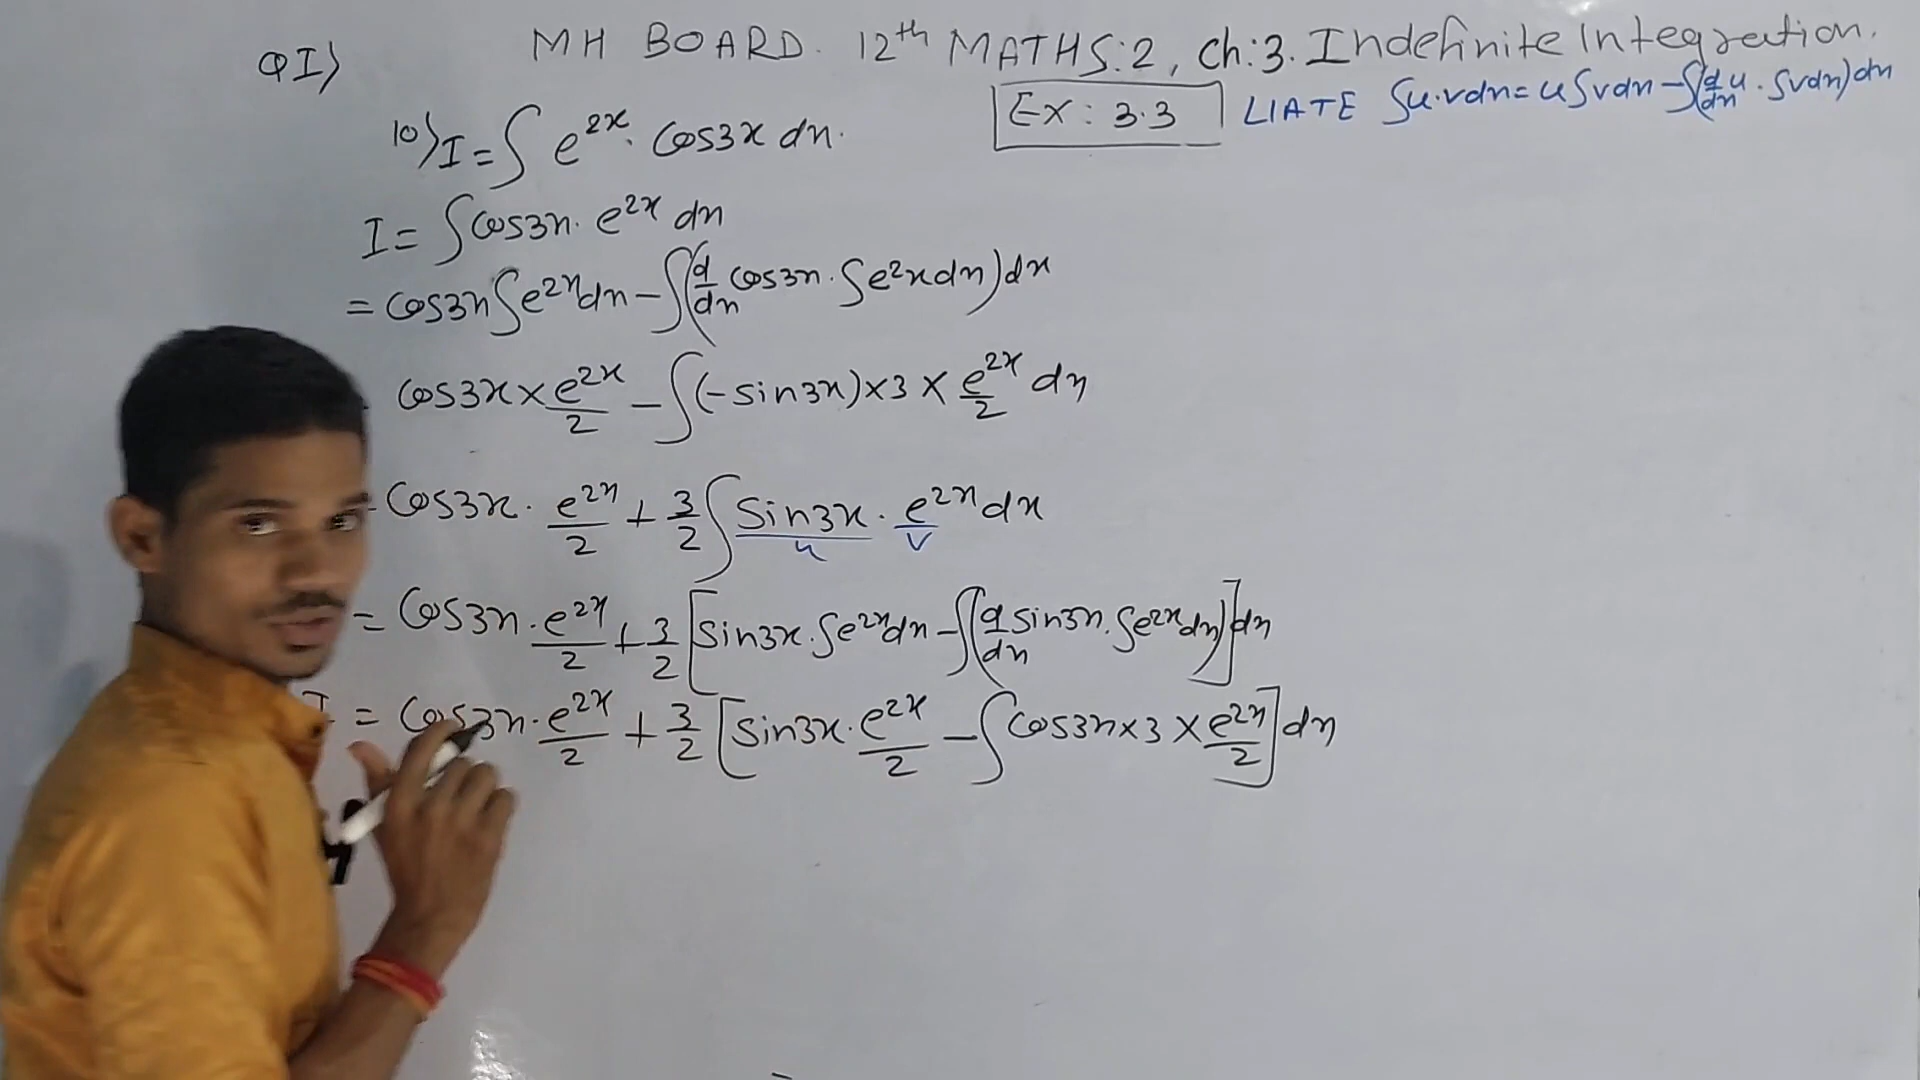 MH BOARD. 12th MATHS:2, Ch:3. Indefinite Integration.
QI)
Ex: 3.3 LIATE ∫u.vdx = u∫vdx - ∫(d/dx u . ∫vdx)dx
10) I = ∫ e^2x . cos3x dx.
I = ∫cos3x. e^2x dx
= cos3x∫e^2x dx - ∫(d/dx cos3x . ∫e^2x dx)dx
cos3x × e^2x/2 - ∫(-sin3x)×3 × e^2x/2 dx
cos3x . e^2x/2 + 3/2 ∫sin3x . e^2x dx
u v
= cos3x . e^2x/2 + 3/2 [sin3x . ∫e^2x dx - ∫(d/dx sin3x . ∫e^2x dx)]dx
I = cos3x . e^2x/2 + 3/2 [sin3x . e^2x/2 - ∫cos3x × 3 × e^2x/2]dx